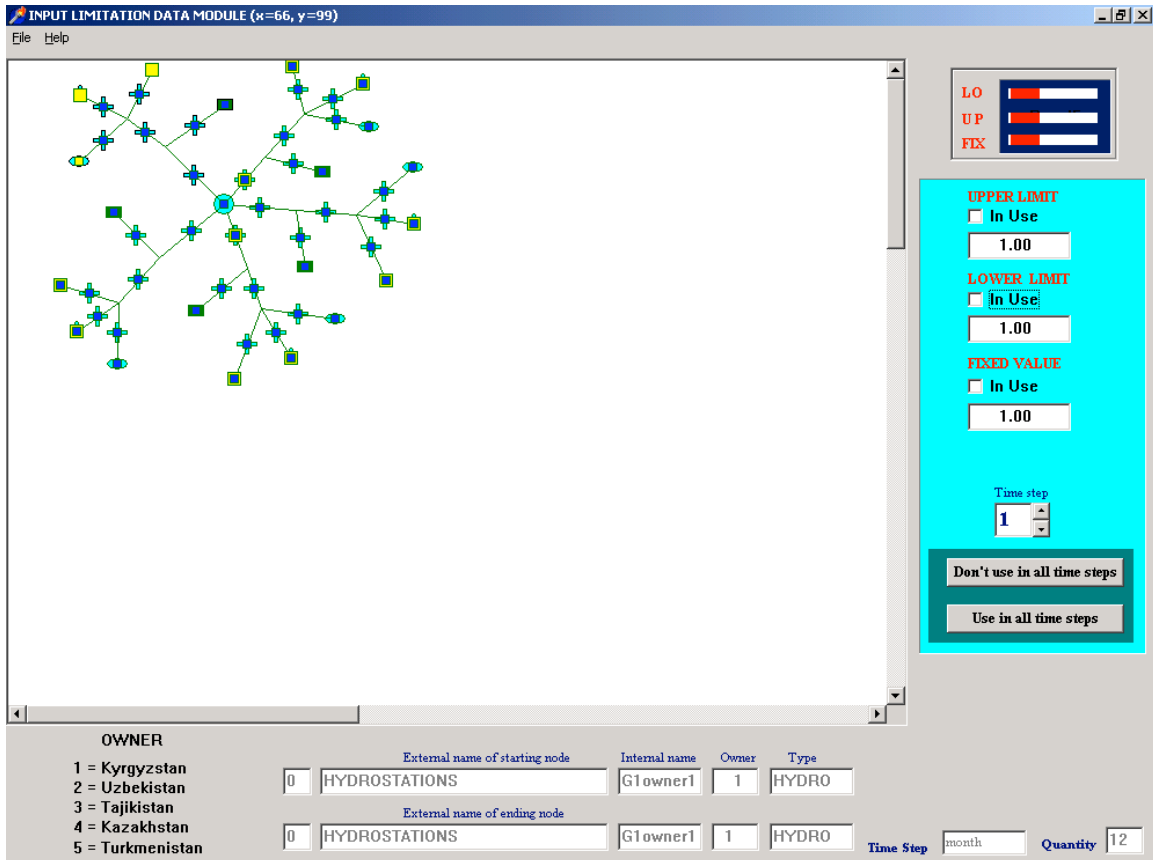 INPUT LIMITATION DATA MODULE (x=66, y=99)
File Help
LO
UP
FIX
UPPER LIMIT
In Use
1.00
LOWER LIMIT
In Use
1.00
FIXED VALUE
In Use
1.00
Time step
1
Don't use in all time steps
Use in all time steps
OWNER
1 = Kyrgyzstan
2 = Uzbekistan
3 = Tajikistan
4 = Kazakhstan
5 = Turkmenistan
External name of starting node Internal name Owner Type
0 HYDROSTATIONS G1owner1 1 HYDRO
External name of ending node
0 HYDROSTATIONS G1owner1 1 HYDRO
Time Step month Quantity 12